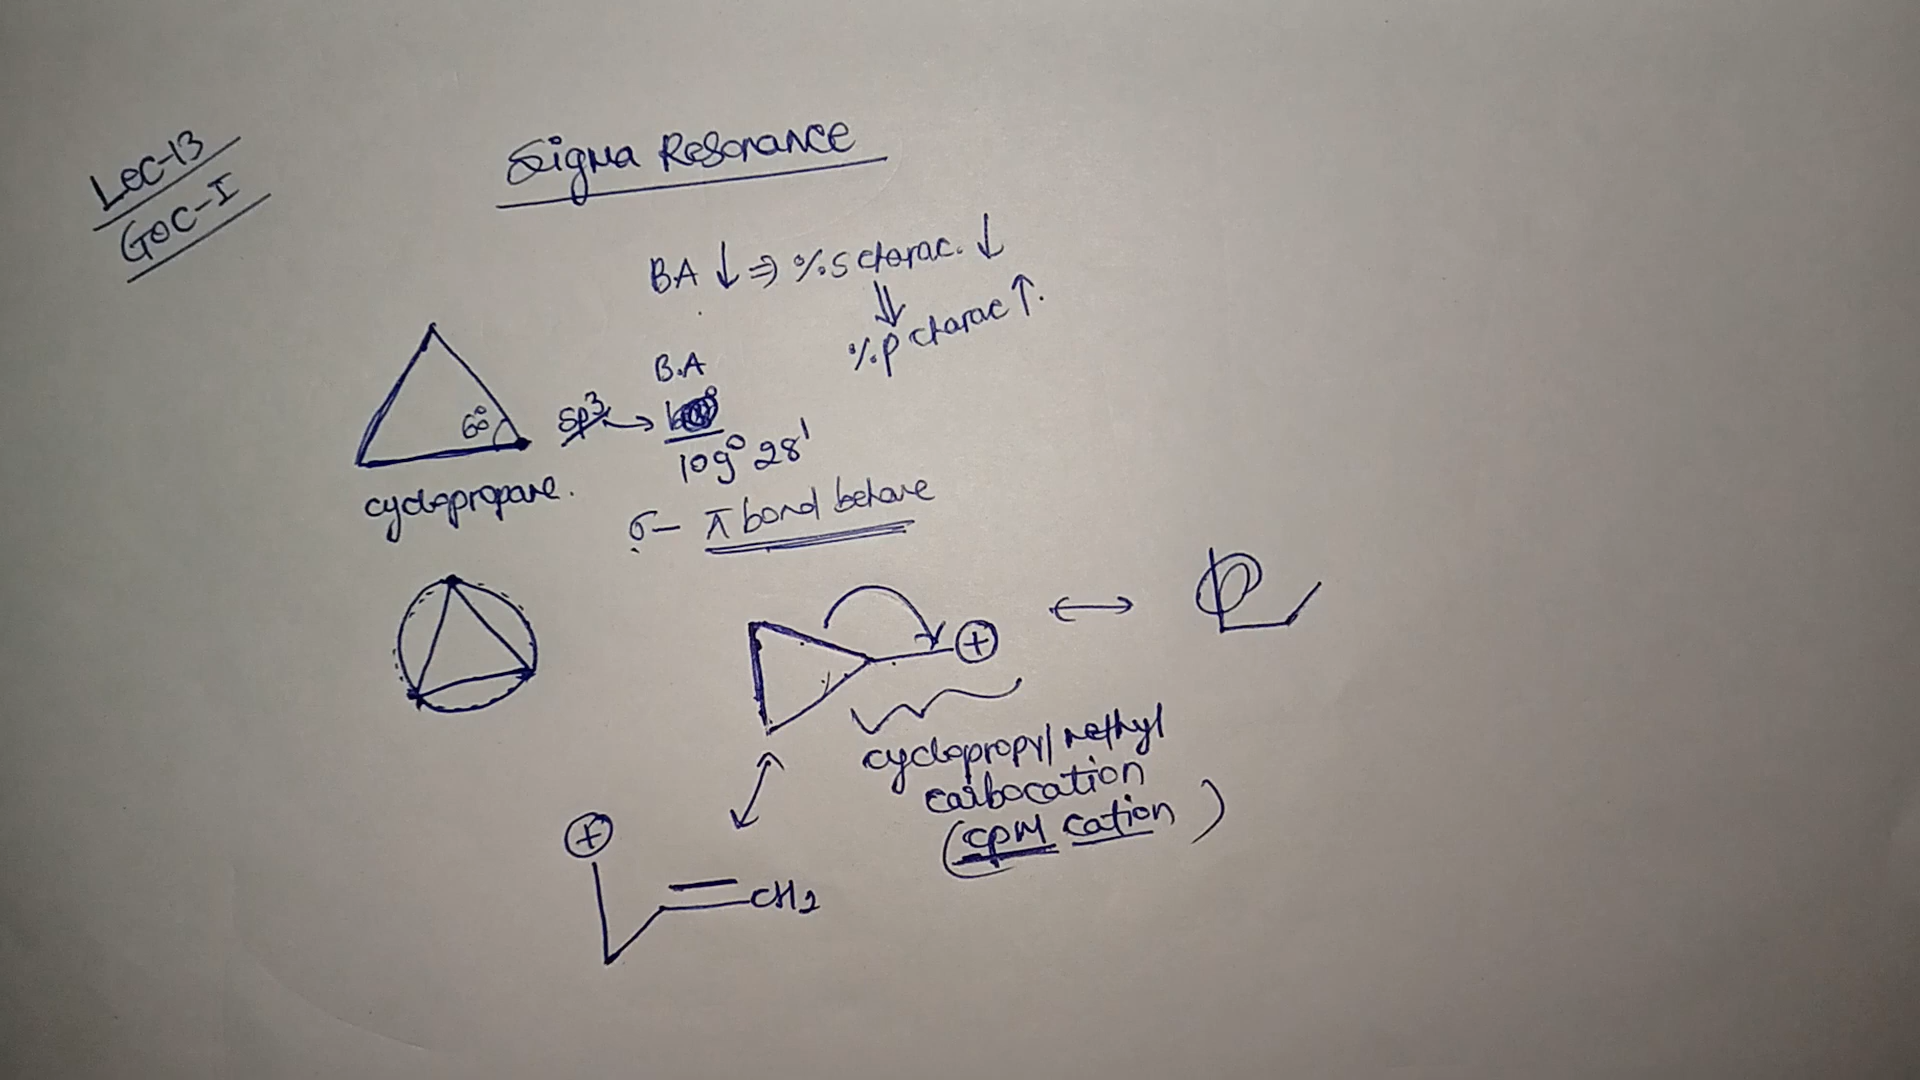 Lec-13
GOC-I
Sigma Resonance
BA ↓ ⇒ %s charac. ↓
⇓
%p charac ↑.
B.A
60° sp³ →
109° 28'
cyclopropane.
σ- π bond behave
⊕ ↔
cyclopropyl methyl
carbocation
(CPM cation)
⊕
CH2